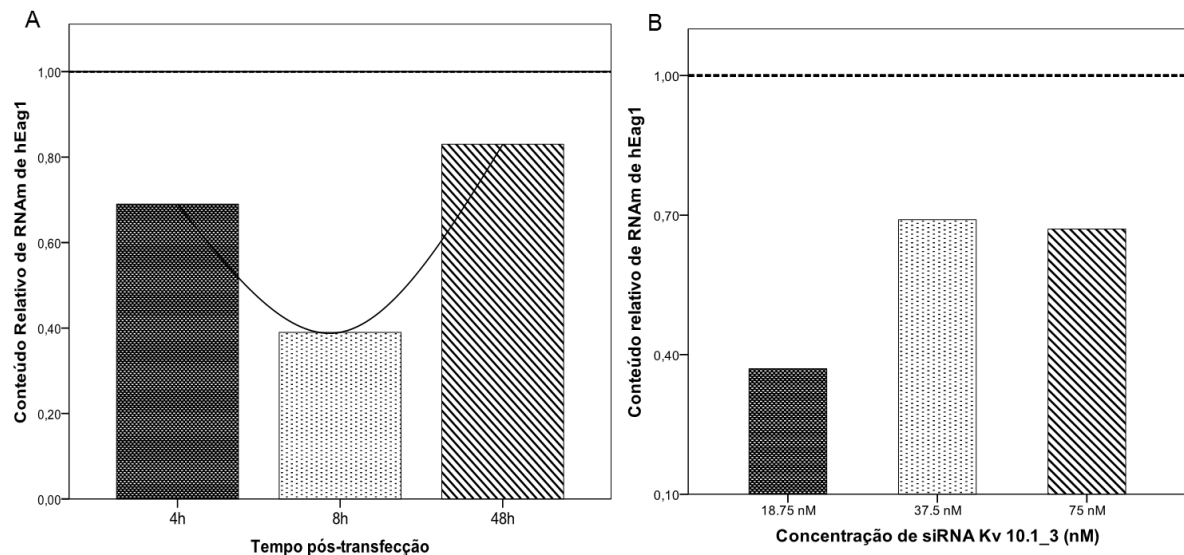 A
Conteúdo Relativo de RNAm de hEag1
1,00
0,80
0,60
0,40
0,20
0,00
4h
8h
48h
Tempo pós-transfecção
B
Conteúdo relativo de RNAm de hEag1
1,00
0,70
0,40
0,10
18.75 nM
37.5 nM
75 nM
Concentração de siRNA Kv 10.1_3 (nM)